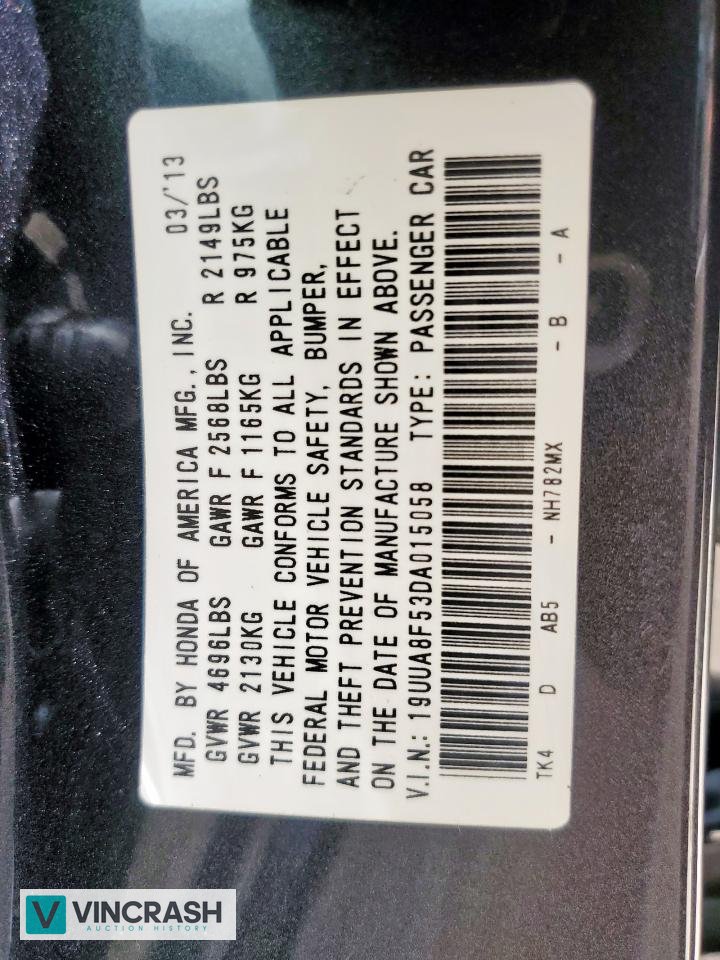 MFD. BY HONDA OF AMERICA MFG., INC. 03/'13
GVWR 4696LBS GAWR F 2568LBS R 2149LBS
GVWR 2130KG GAWR F 1165KG R 975KG
THIS VEHICLE CONFORMS TO ALL APPLICABLE
FEDERAL MOTOR VEHICLE SAFETY, BUMPER,
AND THEFT PREVENTION STANDARDS IN EFFECT
ON THE DATE OF MANUFACTURE SHOWN ABOVE.
V.I.N.: 19UUA8F53DA015058 TYPE: PASSENGER CAR
TK4 D AB5 - NH782MX - B - A
V VINCRASH
AUCTION HISTORY